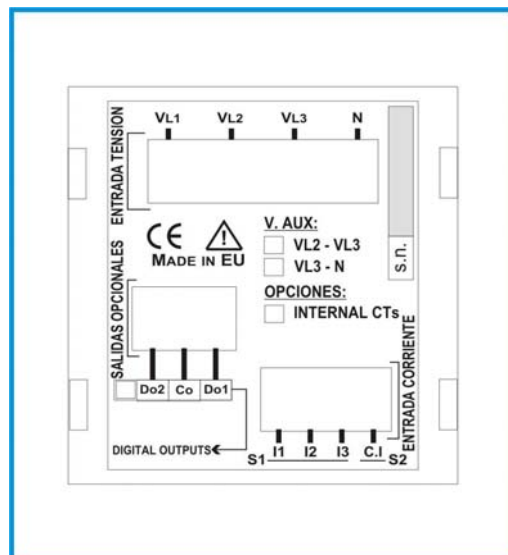 VL1 VL2 VL3 N
ENTRADA TENSION
CE
MADE IN EU
V. AUX:
VL2 - VL3
VL3 - N
s.n.
OPCIONES:
INTERNAL CTs
SALIDAS OPCIONALES
Do2 Co Do1
DIGITAL OUTPUTS
ENTRADA CORRIENTE
S1 I1 I2 I3 C.I S2